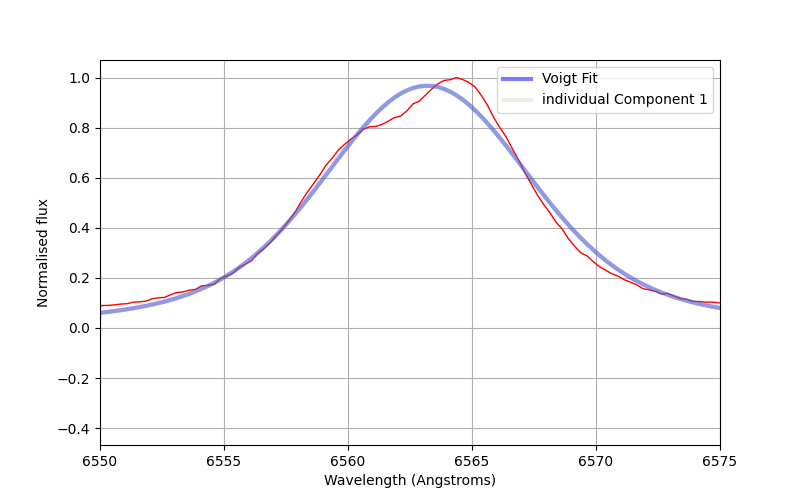 Voigt Fit
individual Component 1
Normalised flux
1.0
0.8
0.6
0.4
0.2
0.0
−0.2
−0.4
6550 6555 6560 6565 6570 6575
Wavelength (Angstroms)